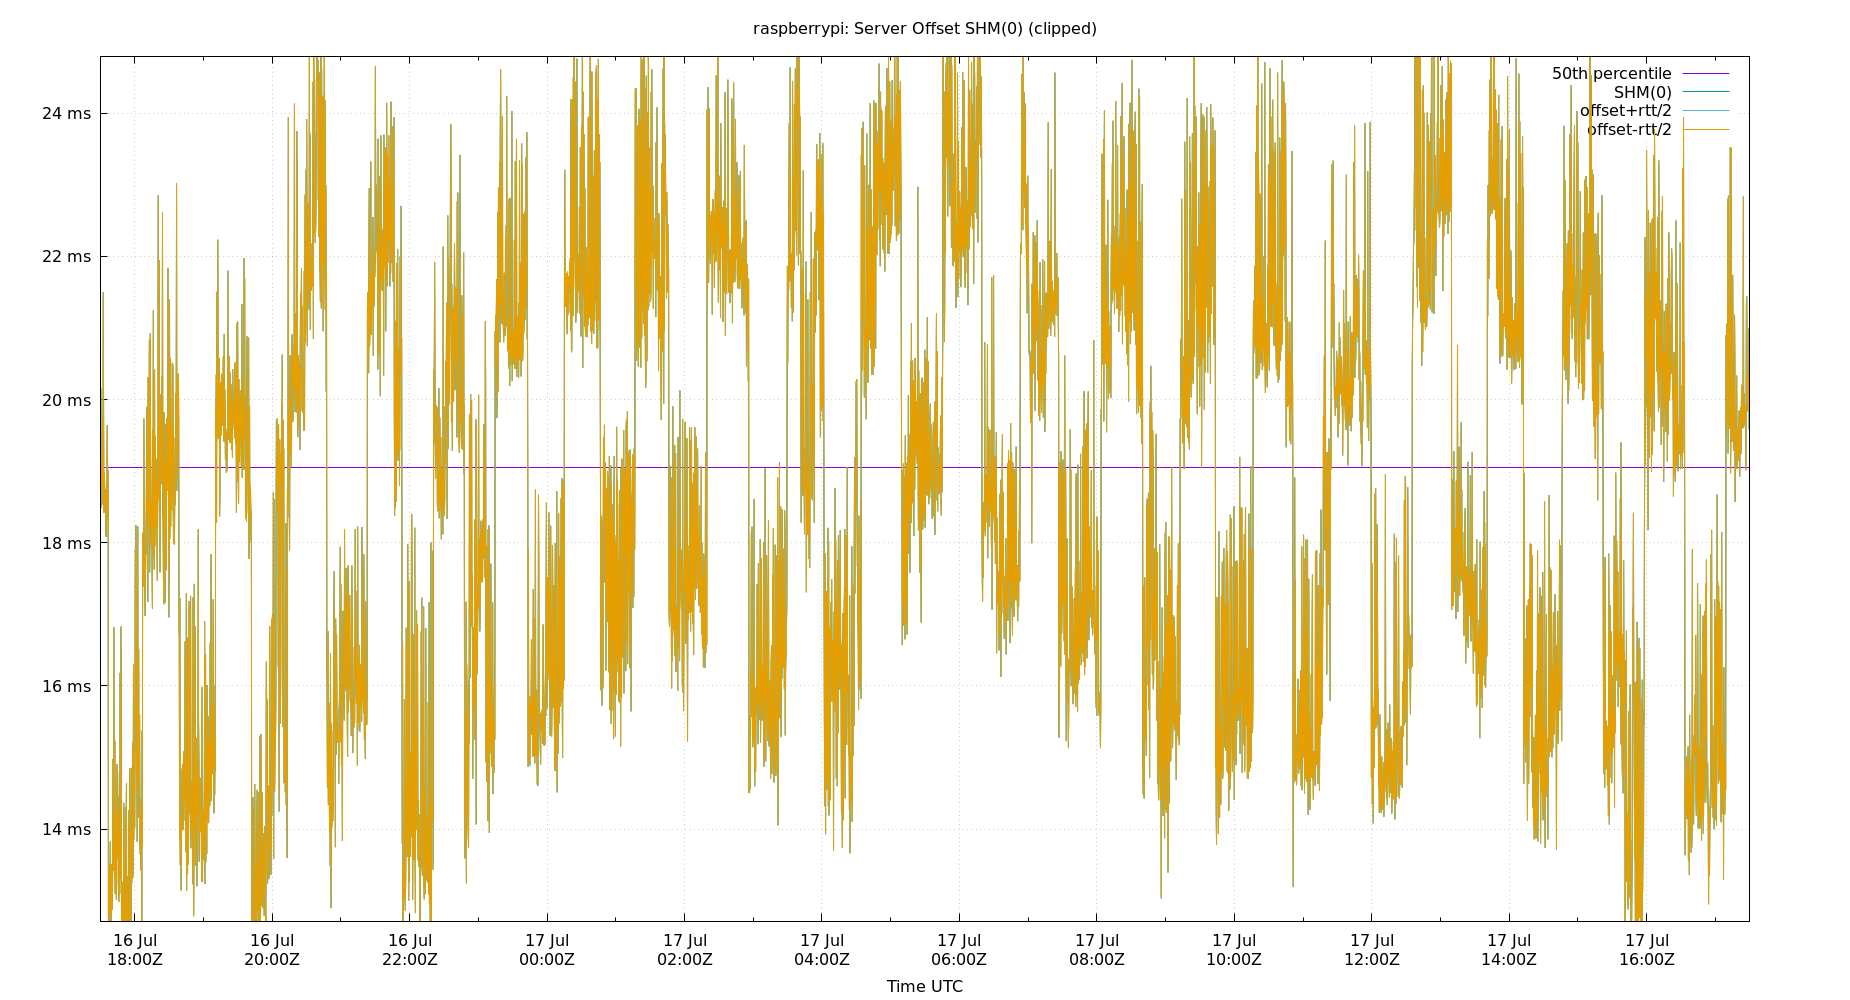 raspberrypi: Server Offset SHM(0) (clipped)
50th percentile
SHM(0)
offset+rtt/2
offset-rtt/2
24 ms
22 ms
20 ms
18 ms
16 ms
14 ms
16 Jul 16 Jul 16 Jul 17 Jul 17 Jul 17 Jul 17 Jul 17 Jul 17 Jul 17 Jul 17 Jul 17 Jul
18:00Z 20:00Z 22:00Z 00:00Z 02:00Z 04:00Z 06:00Z 08:00Z 10:00Z 12:00Z 14:00Z 16:00Z
Time UTC